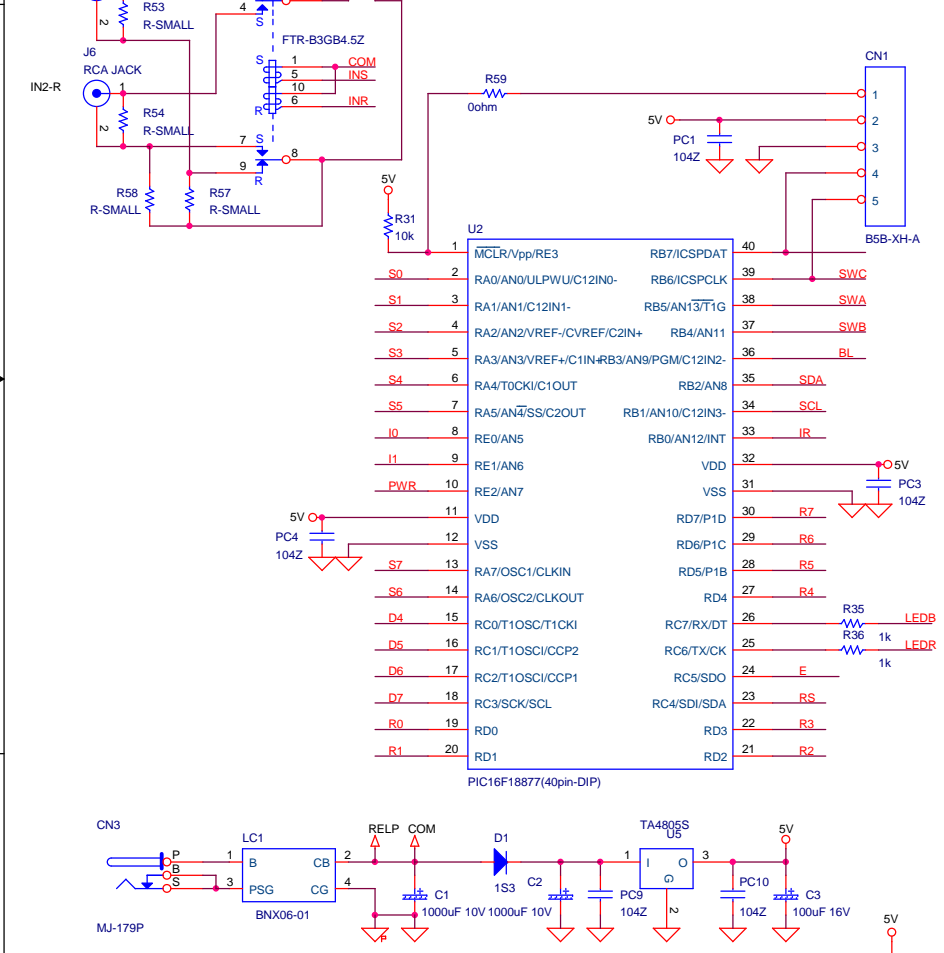 R53
2
R-SMALL
4
S
FTR-B3GB4.5Z
J6
RCA JACK
IN2-R
1
2
R54
R-SMALL
S
1
COM
5
INS
10
R
6
INR
7
S
8
9
R
R58
R-SMALL
R57
R-SMALL
R59
0ohm
CN1
1
5V
2
PC1
104Z
3
4
5
B5B-XH-A
5V
R31
10k
U2
1
MCLR/Vpp/RE3
RB7/ICSPDAT
40
S0
2
RA0/AN0/ULPWU/C12IN0-
RB6/ICSPCLK
39
SWC
S1
3
RA1/AN1/C12IN1-
RB5/AN13/T1G
38
SWA
S2
4
RA2/AN2/VREF-/CVREF/C2IN+
RB4/AN11
37
SWB
S3
5
RA3/AN3/VREF+/C1IN+
RB3/AN9/PGM/C12IN2-
36
BL
S4
6
RA4/T0CKI/C1OUT
RB2/AN8
35
SDA
S5
7
RA5/AN4/SS/C2OUT
RB1/AN10/C12IN3-
34
SCL
I0
8
RE0/AN5
RB0/AN12/INT
33
IR
I1
9
RE1/AN6
VDD
32
5V
PC3
104Z
PWR
10
RE2/AN7
VSS
31
5V
PC4
104Z
11
VDD
RD7/P1D
30
R7
12
VSS
RD6/P1C
29
R6
S7
13
RA7/OSC1/CLKIN
RD5/P1B
28
R5
S6
14
RA6/OSC2/CLKOUT
RD4
27
R4
D4
15
RC0/T1OSC/T1CKI
RC7/RX/DT
26
R35
1k
LEDB
D5
16
RC1/T1OSCI/CCP2
RC6/TX/CK
25
R36
1k
LEDR
D6
17
RC2/T1OSCI/CCP1
RC5/SDO
24
E
D7
18
RC3/SCK/SCL
RC4/SDI/SDA
23
RS
R0
19
RD0
RD3
22
R3
R1
20
RD1
RD2
21
R2
PIC16F18877(40pin-DIP)
CN3
P
B
S
MJ-179P
LC1
1
B
CB
2
3
PSG
CG
4
BNX06-01
RELP
COM
P
C1
1000uF 10V
D1
1S3
C2
1000uF 10V
PC9
104Z
TA4805S
U5
1
I
O
3
G
2
PC10
104Z
5V
C3
100uF 16V
5V